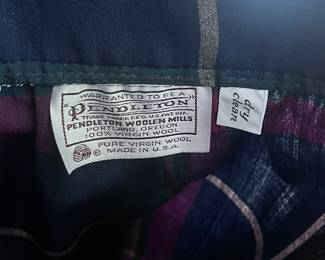 WARRANTED TO BE A
"PENDLETON"
TRADE MARK REG. U.S. PAT. OFF.
PENDLETON WOOLEN MILLS
PORTLAND, OREGON
100% VIRGIN WOOL
PURE VIRGIN WOOL
MADE IN U.S.A.
dry
clean